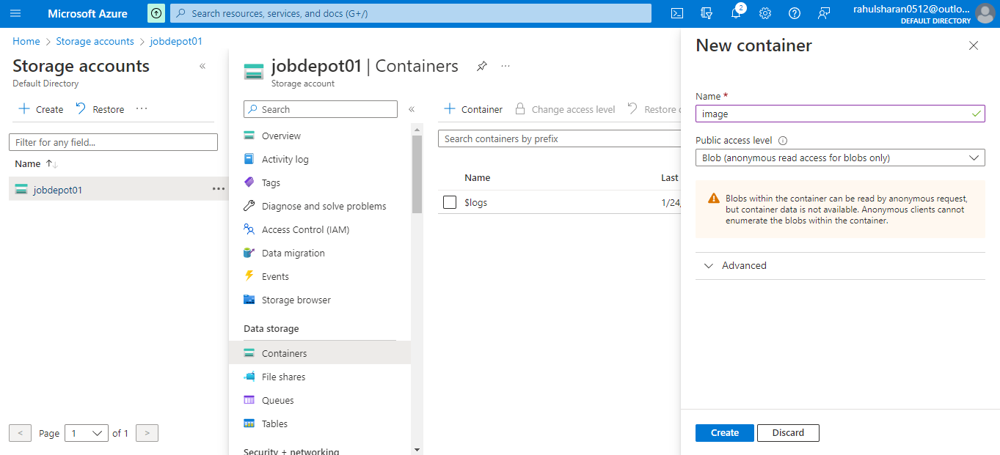 Microsoft Azure
Search resources, services, and docs (G+/)
2
rahulsharan0512@outlo...
DEFAULT DIRECTORY
Home > Storage accounts > jobdepot01
Storage accounts
«
Default Directory
+ Create
Restore
...
Filter for any field...
Name ↑↓
jobdepot01
...
< Page 1 of 1 >
jobdepot01 | Containers
...
Storage account
Search
«
Overview
Activity log
Tags
Diagnose and solve problems
Access Control (IAM)
Data migration
Events
Storage browser
Data storage
Containers
File shares
Queues
Tables
Security + networking
+ Container
Change access level
Restore c
Search containers by prefix
Name
Last
$logs
1/24,
New container
Name *
image
Public access level
Blob (anonymous read access for blobs only)
Blobs within the container can be read by anonymous request,
but container data is not available. Anonymous clients cannot
enumerate the blobs within the container.
Advanced
Create
Discard